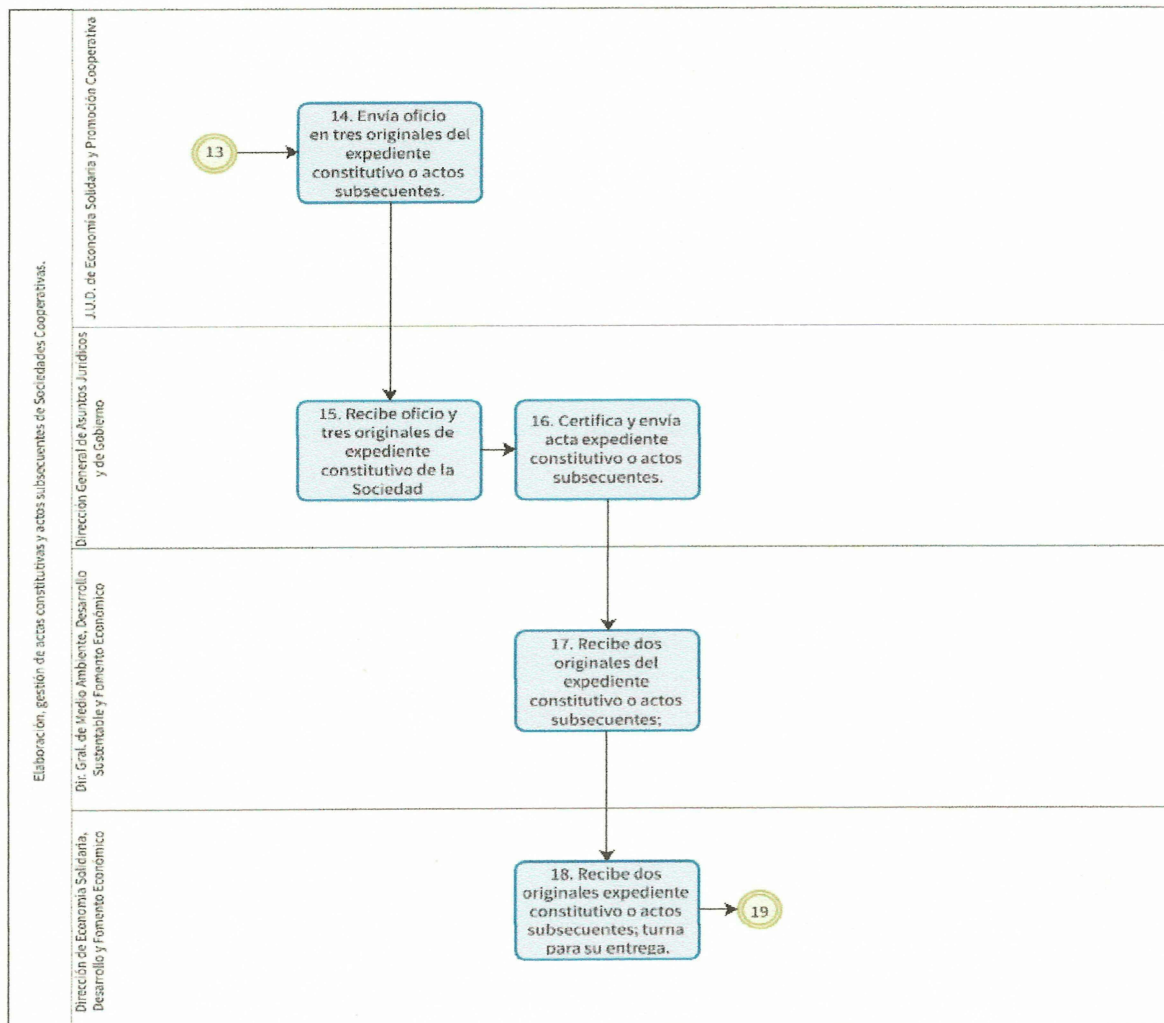 Elaboración, gestión de actas constitutivas y actos subsecuentes de Sociedades Cooperativas.
J.U.D. de Economía Solidaria y Promoción Cooperativa
13
14. Envía oficio
en tres originales del
expediente
constitutivo o actos
subsecuentes.
Dirección General de Asuntos Jurídicos
y de Gobierno
15. Recibe oficio y
tres originales de
expediente
constitutivo de la
Sociedad
16. Certifica y envía
acta expediente
constitutivo o actos
subsecuentes.
Dir. Gral. de Medio Ambiente, Desarrollo
Sustentable y Fomento Económico
17. Recibe dos
originales del
expediente
constitutivo o actos
subsecuentes;
Dirección de Economía Solidaria,
Desarrollo y Fomento Económico
18. Recibe dos
originales expediente
constitutivo o actos
subsecuentes; turna
para su entrega.
19